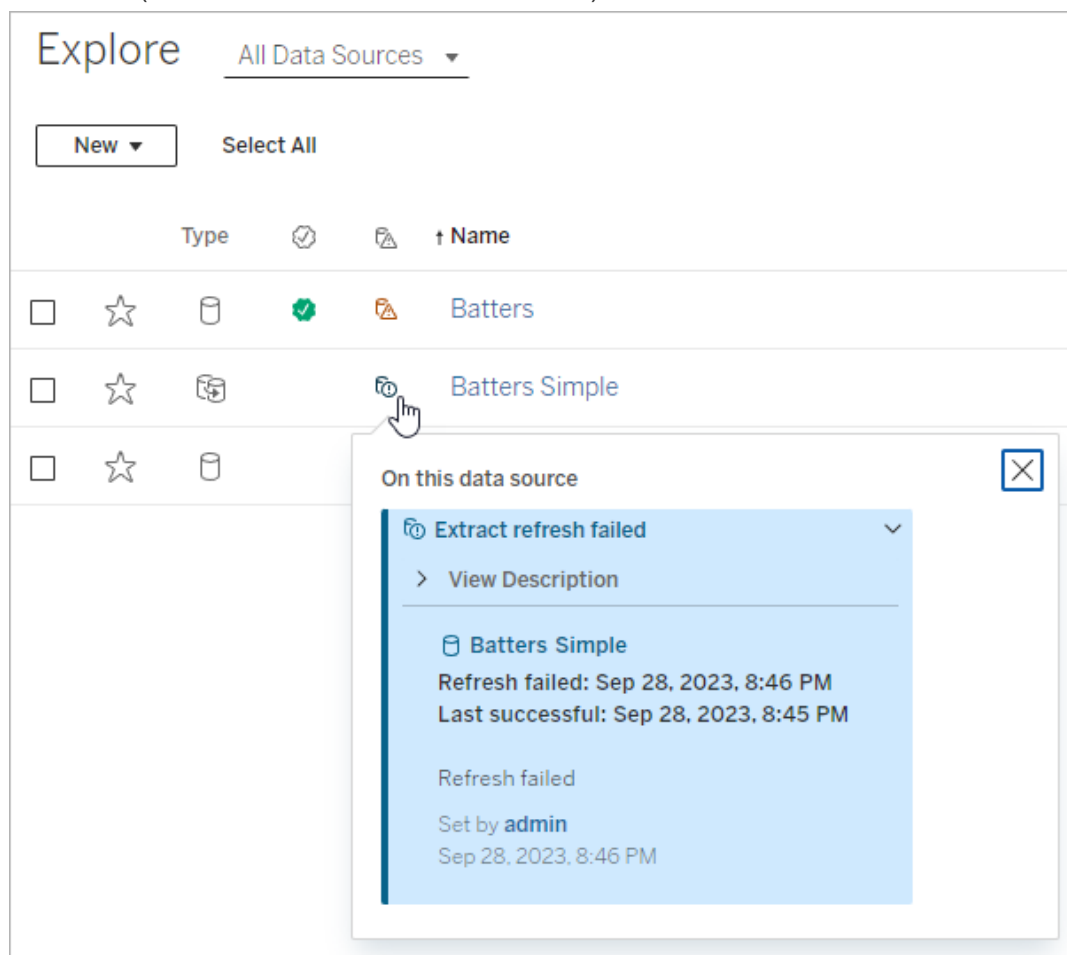 Explore All Data Sources
New Select All
Type Name
Batters
Batters Simple
On this data source
Extract refresh failed
View Description
Batters Simple
Refresh failed: Sep 28, 2023, 8:46 PM
Last successful: Sep 28, 2023, 8:45 PM
Refresh failed
Set by admin
Sep 28, 2023, 8:46 PM